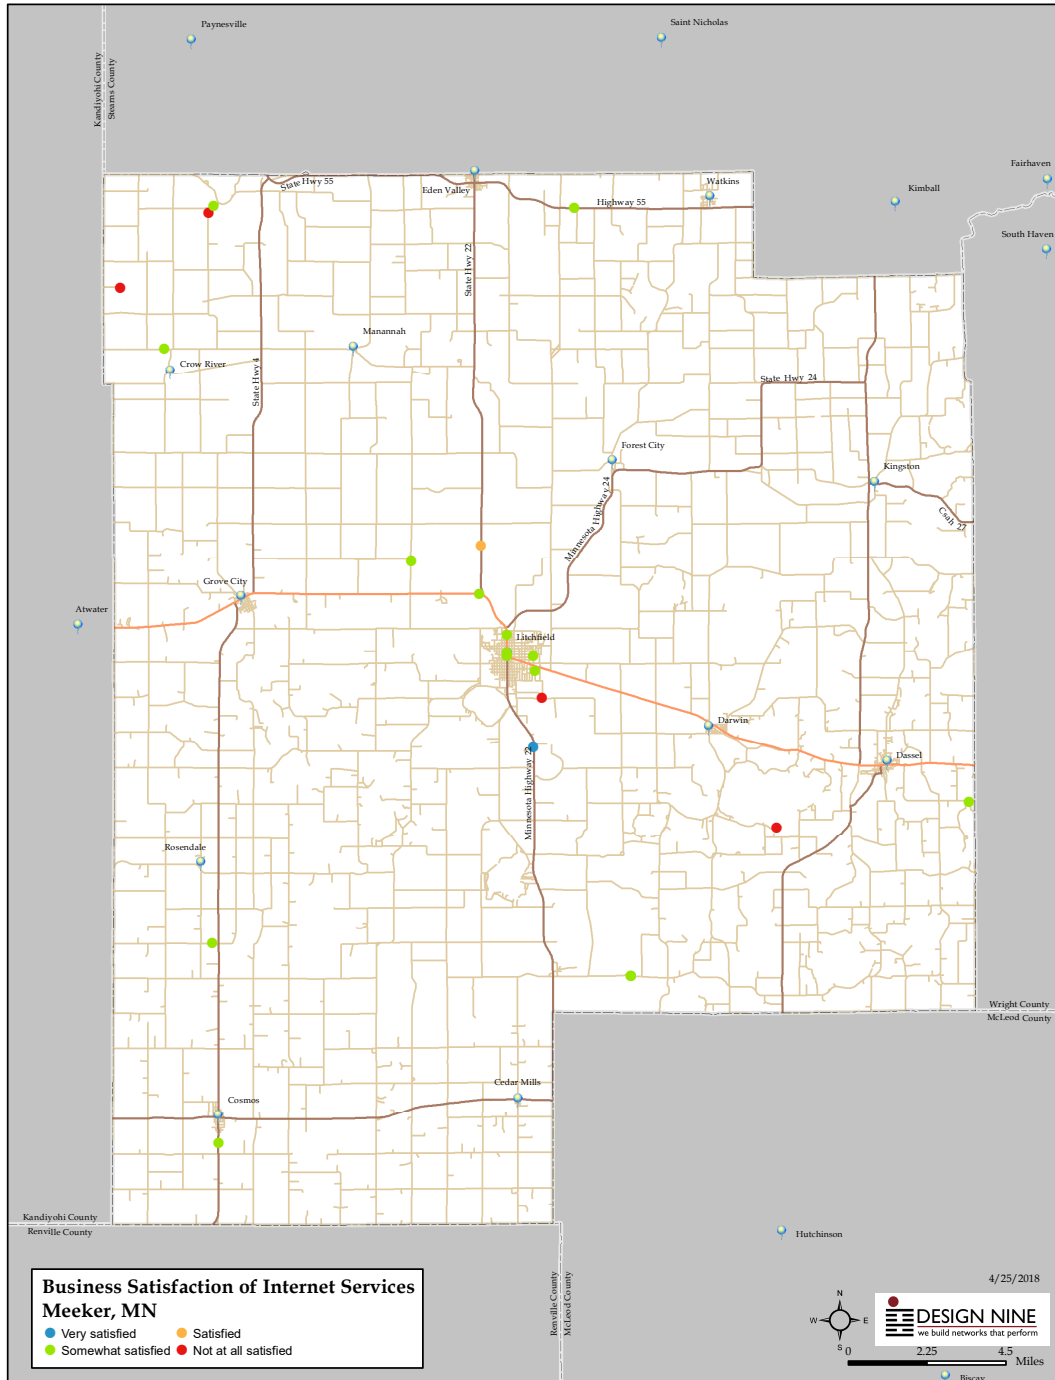 Paynesville
Saint Nicholas
Kandiyohi County
Stearns County
Fairhaven
State Hwy 55
Eden Valley
Watkins
Kimball
Highway 55
South Haven
State Hwy 22
Manannah
Crow River
State Hwy 4
State Hwy 24
Forest City
Kingston
Minnesota Highway 24
Csah 27
Grove City
Atwater
Litchfield
Darwin
Dassel
Minnesota Highway 22
Rosendale
Wright County
McLeod County
Cedar Mills
Cosmos
Kandiyohi County
Renville County
Hutchinson
Renville County
McLeod County
Business Satisfaction of Internet Services
Meeker, MN
Very satisfied
Satisfied
Somewhat satisfied
Not at all satisfied
4/25/2018
N
W
E
S
DESIGN NINE
we build networks that perform
0
2.25
4.5
Miles
Biscay